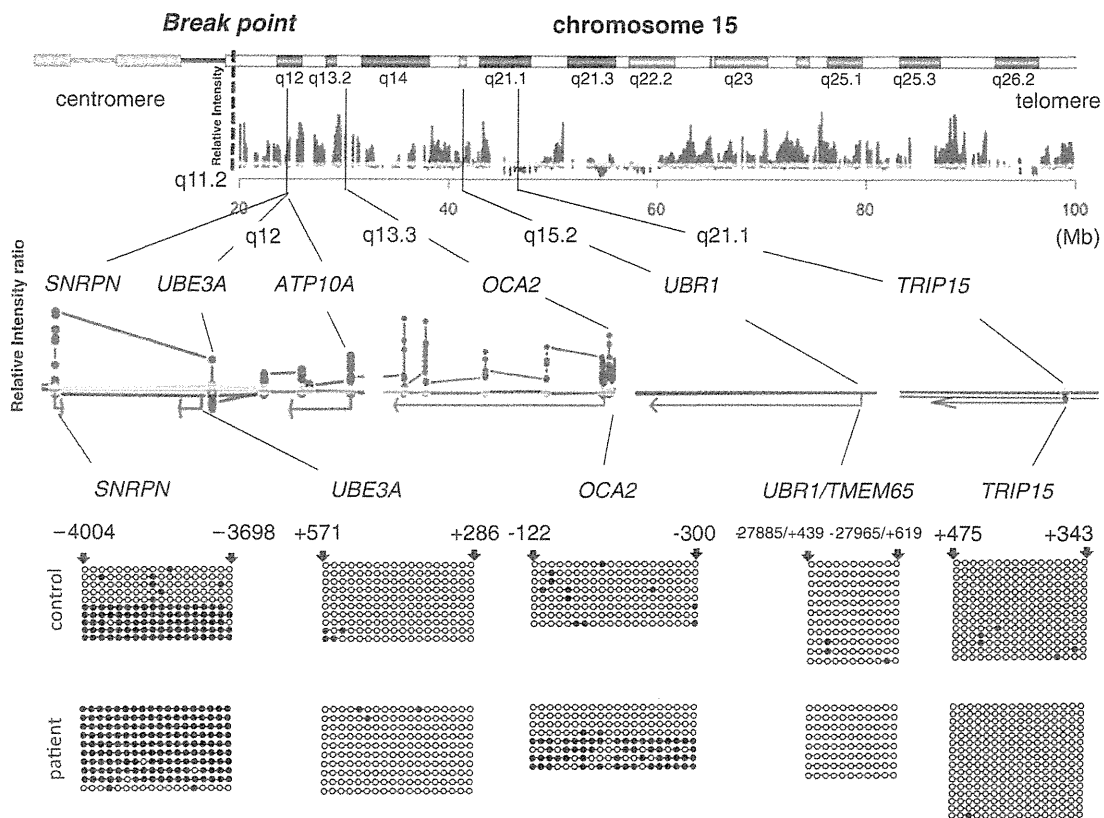 Break point
chromosome 15
q12 q13.2 q14 q21.1 q21.3 q22.2 q23 q25.1 q25.3 q26.2
centromere
telomere
Relative Intensity
q11.2
20 40 60 80 100
(Mb)
q12 q13.3 q15.2 q21.1
SNRPN UBE3A ATP10A OCA2 UBR1 TRIP15
Relative Intensity ratio
SNRPN UBE3A OCA2 UBR1/TMEM65 TRIP15
−4004 −3698 +571 +286 -122 -300 -27885/+439 -27965/+619 +475 +343
control
patient